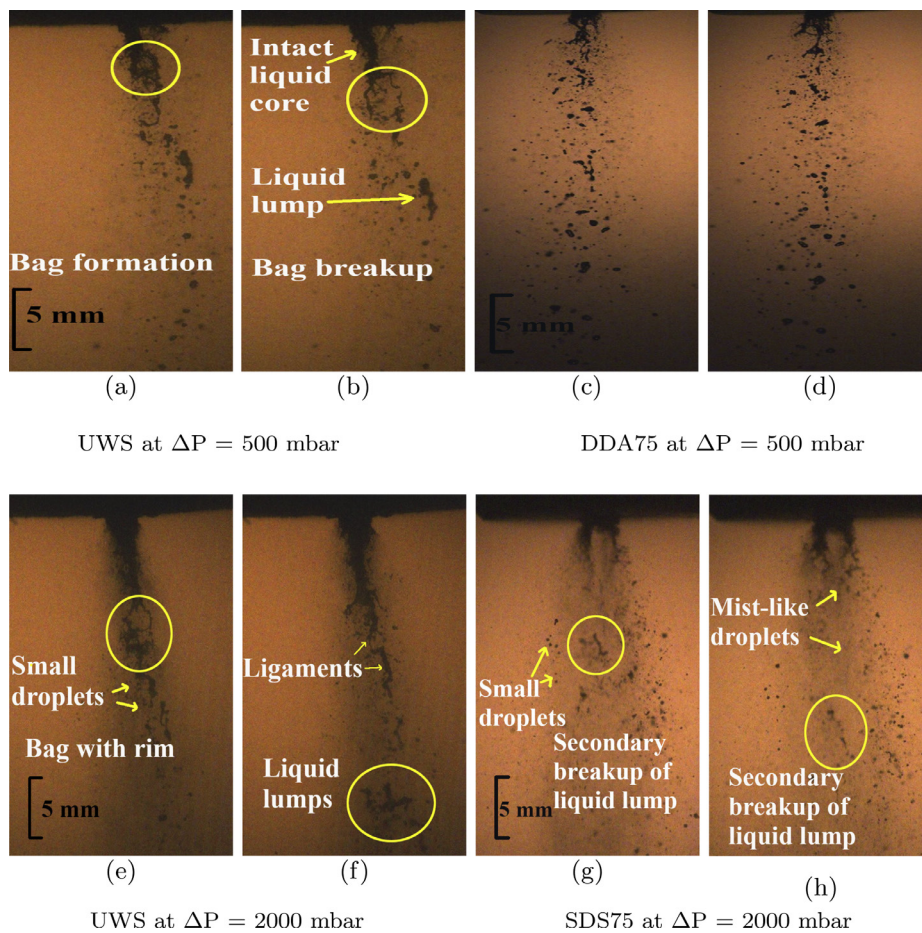 Intact
liquid
core
Liquid
lump
Bag formation
Bag breakup
5 mm
5 mm
(a)
(b)
(c)
(d)
UWS at ΔP = 500 mbar
DDA75 at ΔP = 500 mbar
Small
droplets
Bag with rim
5 mm
Ligaments
Liquid
lumps
Small
droplets
Secondary
breakup of
liquid lump
5 mm
Mist-like
droplets
Secondary
breakup of
liquid lump
(e)
(f)
(g)
(h)
UWS at ΔP = 2000 mbar
SDS75 at ΔP = 2000 mbar